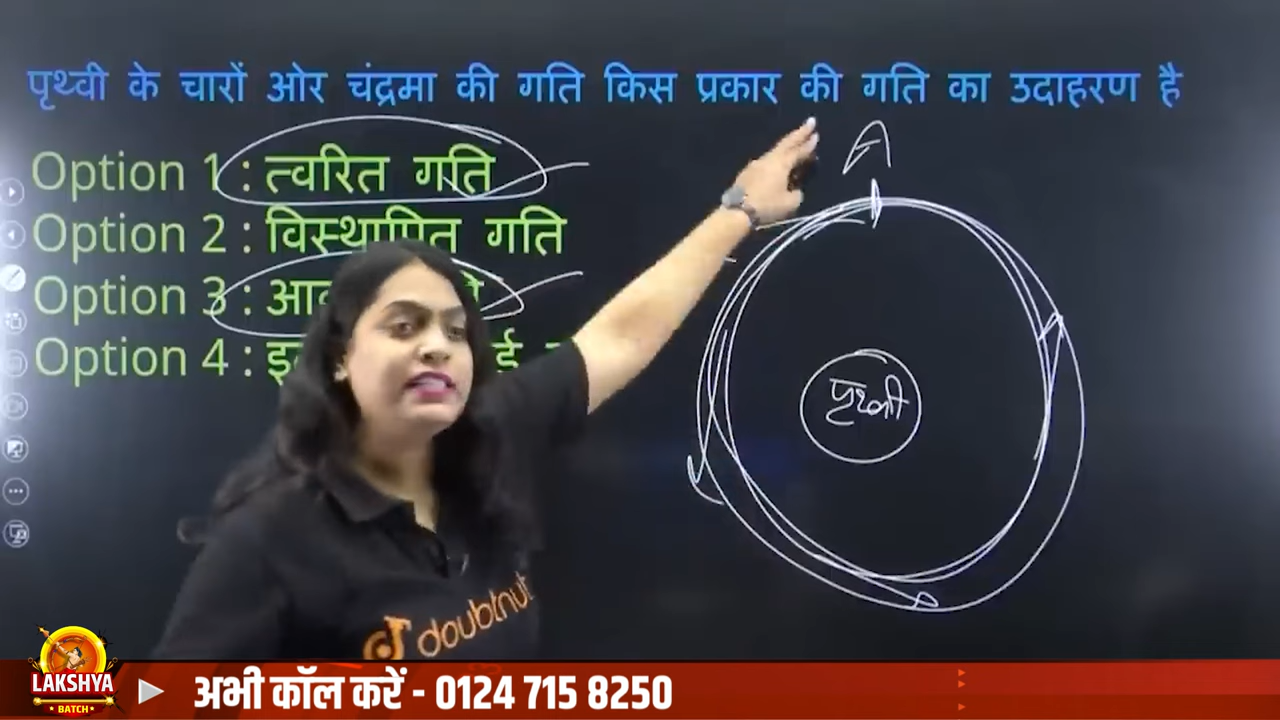 पृथ्वी के चारों ओर चंद्रमा की गति किस प्रकार की गति का उदाहरण है
A
Option 1 : त्वरित गति
Option 2 : विस्थापित गति
Option 3 :
Option 4 :
पृथ्वी
doubtnut
LAKSHYA
BATCH
अभी कॉल करें - 0124 715 8250